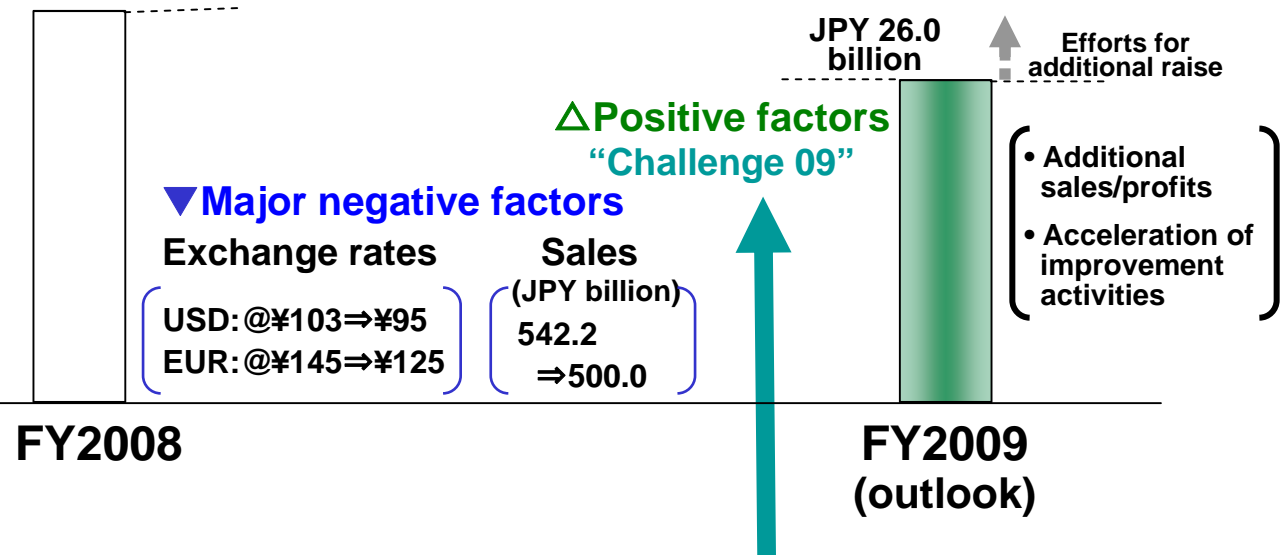 JPY 26.0
billion
Efforts for
additional raise
△Positive factors
“Challenge 09”
• Additional
sales/profits
• Acceleration of
improvement
activities
▼Major negative factors
Exchange rates
USD:@¥103⇒¥95
EUR:@¥145⇒¥125
Sales
(JPY billion)
542.2
⇒500.0
FY2008
FY2009
(outlook)